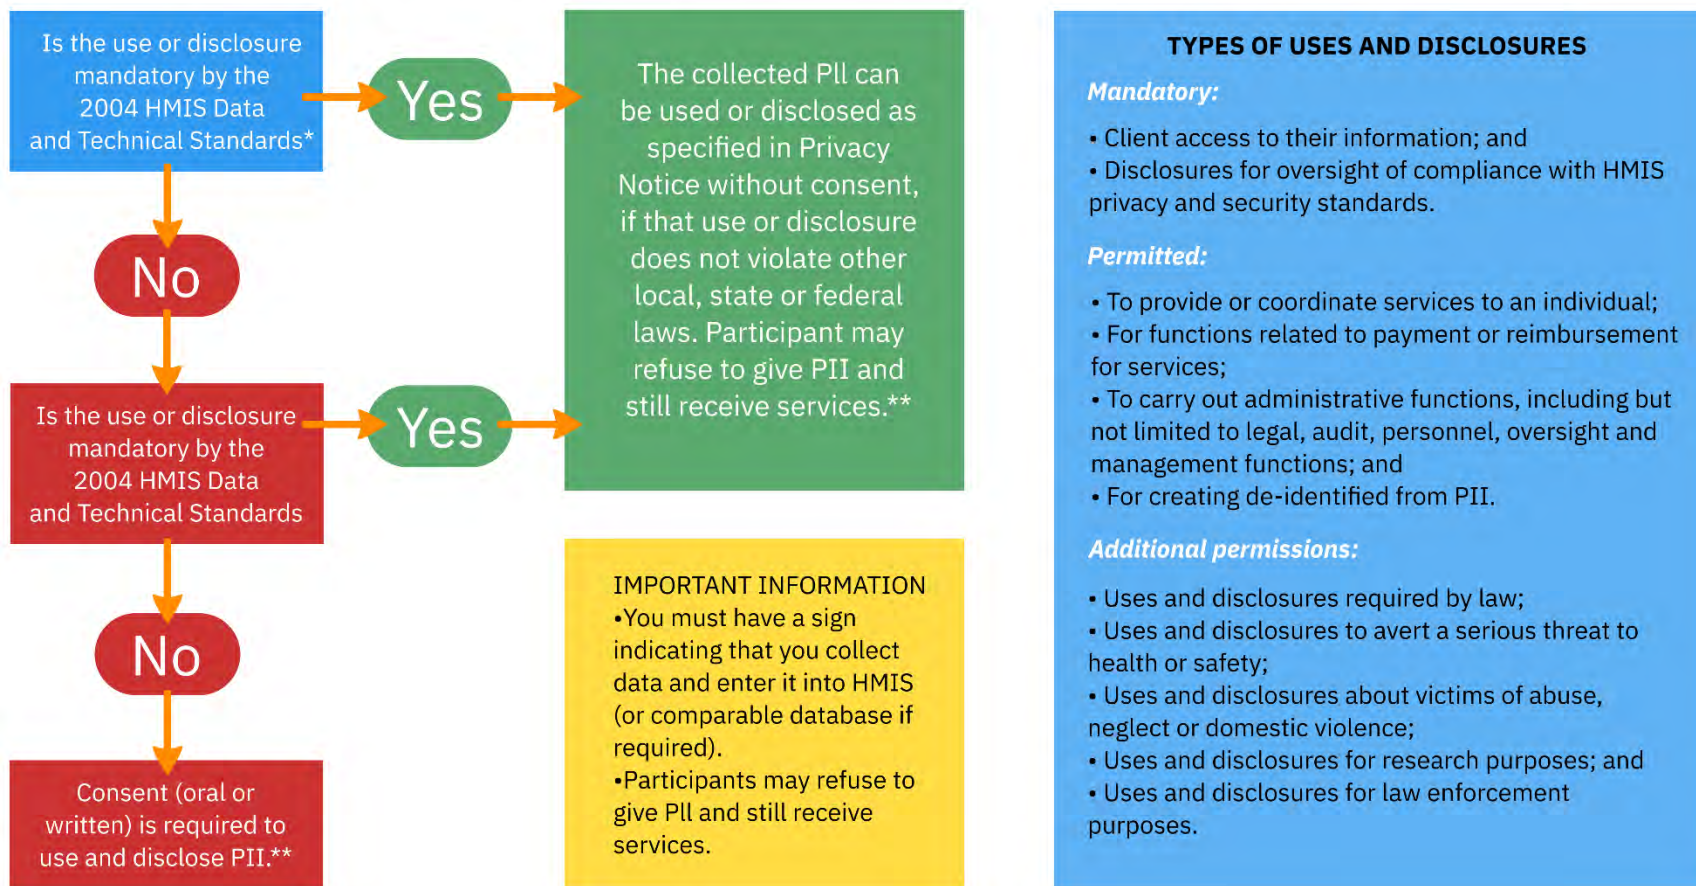 Is the use or disclosure
mandatory by the
2004 HMIS Data
and Technical Standards*
Yes
No
Is the use or disclosure
mandatory by the
2004 HMIS Data
and Technical Standards
Yes
No
Consent (oral or
written) is required to
use and disclose PII.**
The collected Pll can
be used or disclosed as
specified in Privacy
Notice without consent,
if that use or disclosure
does not violate other
local, state or federal
laws. Participant may
refuse to give PII and
still receive services.**
IMPORTANT INFORMATION
•You must have a sign
indicating that you collect
data and enter it into HMIS
(or comparable database if
required).
•Participants may refuse to
give Pll and still receive
services.
TYPES OF USES AND DISCLOSURES
Mandatory:
• Client access to their information; and
• Disclosures for oversight of compliance with HMIS
privacy and security standards.
Permitted:
• To provide or coordinate services to an individual;
• For functions related to payment or reimbursement
for services;
• To carry out administrative functions, including but
not limited to legal, audit, personnel, oversight and
management functions; and
• For creating de-identified from PII.
Additional permissions:
• Uses and disclosures required by law;
• Uses and disclosures to avert a serious threat to
health or safety;
• Uses and disclosures about victims of abuse,
neglect or domestic violence;
• Uses and disclosures for research purposes; and
• Uses and disclosures for law enforcement
purposes.